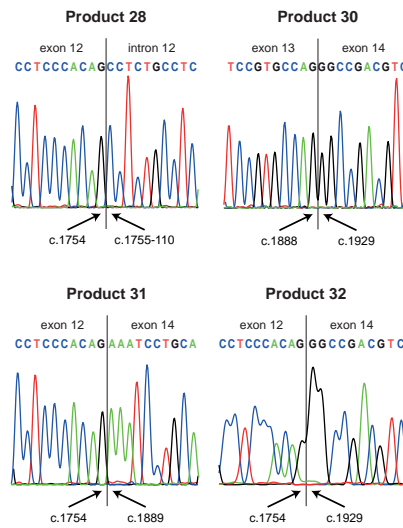 Product 28
exon 12 intron 12
CCTCCCACAGCCTCTGCCTC
c.1754 c.1755-110
Product 30
exon 13 exon 14
TCCGTGCCAGGGCCGACGTC
c.1888 c.1929
Product 31
exon 12 exon 14
CCTCCCACAGAAATCCTGCA
c.1754 c.1889
Product 32
exon 12 exon 14
CCTCCCACAGGGCCGACGTC
c.1754 c.1929